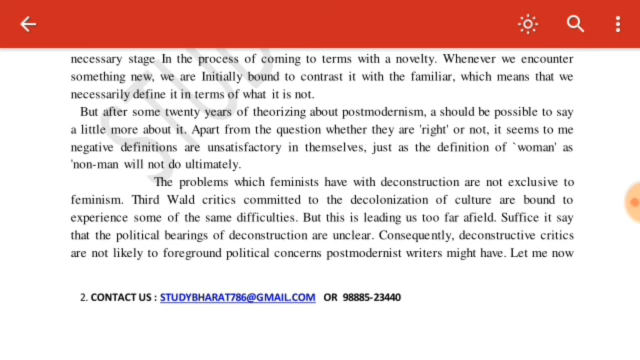 necessary stage In the process of coming to terms with a novelty. Whenever we encounter
something new, we are Initially bound to contrast it with the familiar, which means that we
necessarily define it in terms of what it is not.
But after some twenty years of theorizing about postmodernism, a should be possible to say
a little more about it. Apart from the question whether they are 'right' or not, it seems to me
negative definitions are unsatisfactory in themselves, just as the definition of `woman' as
'non-man will not do ultimately.
The problems which feminists have with deconstruction are not exclusive to
feminism. Third Wald critics committed to the decolonization of culture are bound to
experience some of the same difficulties. But this is leading us too far afield. Suffice it say
that the political bearings of deconstruction are unclear. Consequently, deconstructive critics
are not likely to foreground political concerns postmodernist writers might have. Let me now
2. CONTACT US : STUDYBHARAT786@GMAIL.COM OR 98885-23440